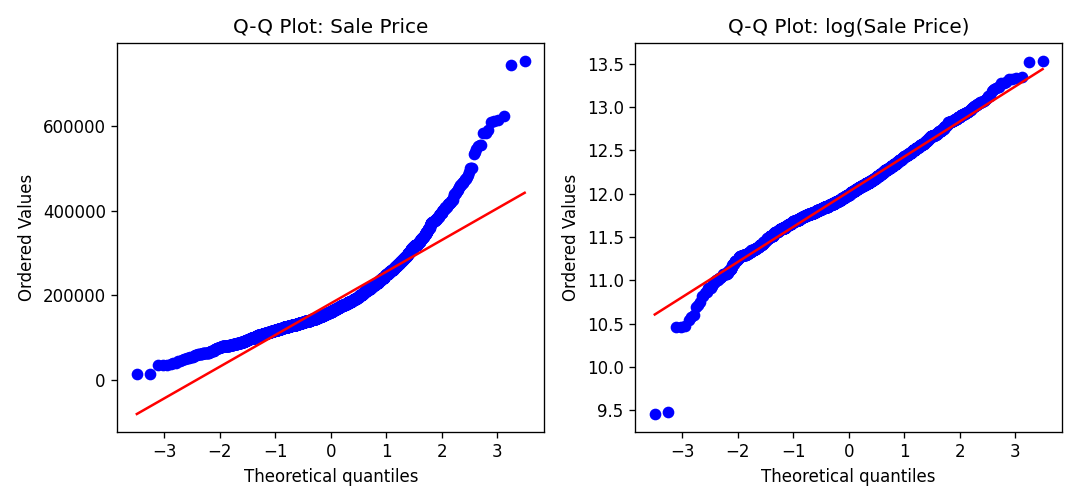 Q-Q Plot: Sale Price
600000
400000
200000
0
−3 −2 −1 0 1 2 3
Theoretical quantiles
Ordered Values
Q-Q Plot: log(Sale Price)
13.5
13.0
12.5
12.0
11.5
11.0
10.5
10.0
9.5
−3 −2 −1 0 1 2 3
Theoretical quantiles
Ordered Values